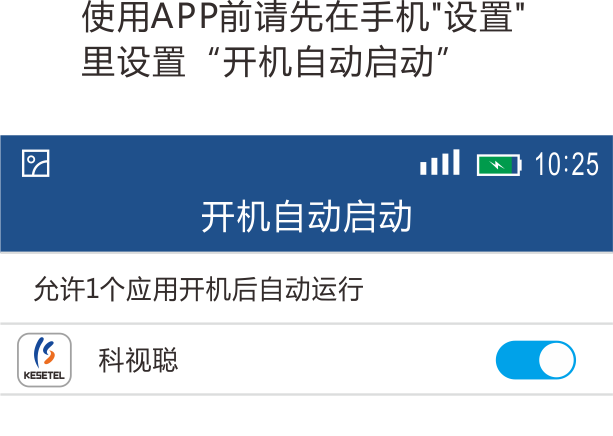 使用APP前请先在手机"设置"
里设置“开机自动启动”
10:25
开机自动启动
允许1个应用开机后自动运行
KESETEL
科视聪